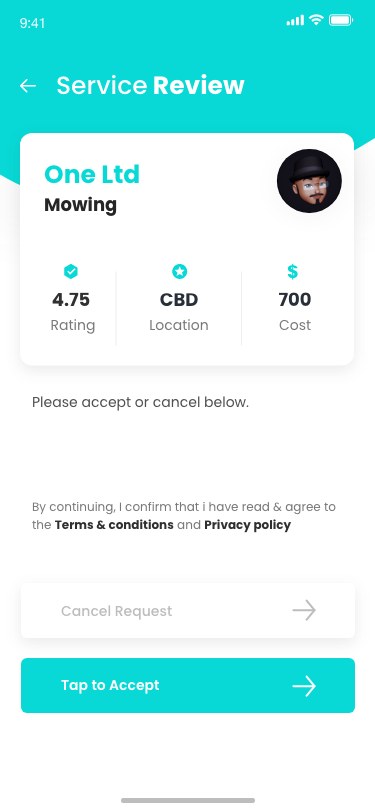 9:41
Service Review
One Ltd
Mowing
4.75
Rating
CBD
Location
$
700
Cost
Please accept or cancel below.
By continuing, I confirm that i have read & agree to
the Terms & conditions and Privacy policy
Cancel Request
Tap to Accept